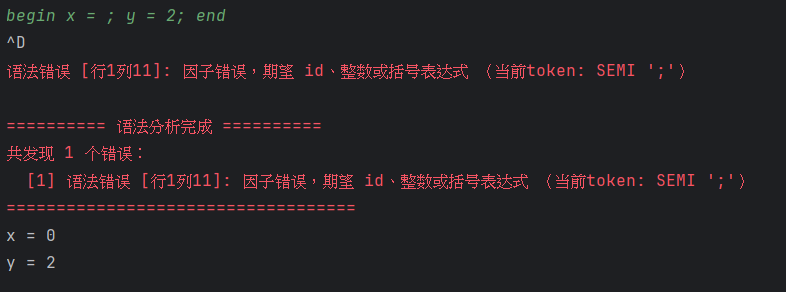 begin x = ; y = 2; end
^D
语法错误 [行1列11]: 因子错误，期望 id、整数或括号表达式 （当前token: SEMI ';'）
========== 语法分析完成 ==========
共发现 1 个错误：
[1] 语法错误 [行1列11]: 因子错误，期望 id、整数或括号表达式 （当前token: SEMI ';'）
===================================
x = 0
y = 2